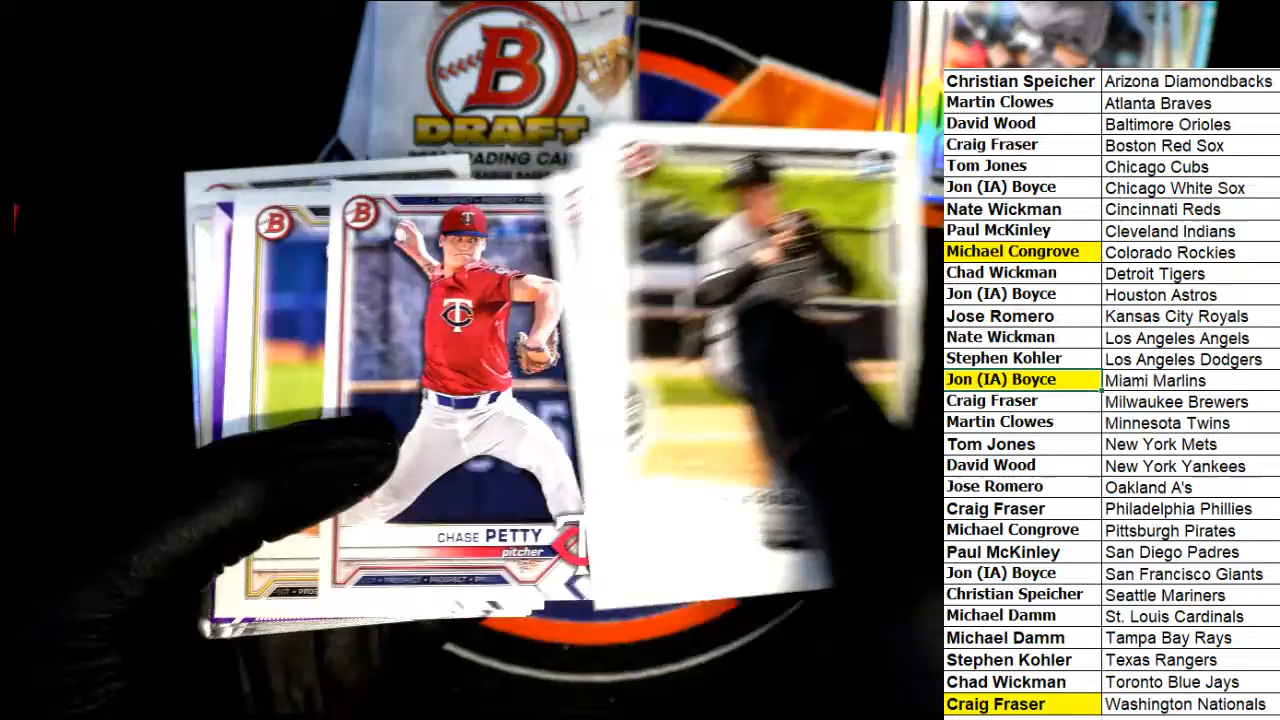 B
DRAFT
TRADING CA
B
B
T
TC
CHASE PETTY
pitcher
PROSPECT
Christian Speicher Arizona Diamondbacks
Martin Clowes Atlanta Braves
David Wood Baltimore Orioles
Craig Fraser Boston Red Sox
Tom Jones Chicago Cubs
Jon (IA) Boyce Chicago White Sox
Nate Wickman Cincinnati Reds
Paul McKinley Cleveland Indians
Michael Congrove Colorado Rockies
Chad Wickman Detroit Tigers
Jon (IA) Boyce Houston Astros
Jose Romero Kansas City Royals
Nate Wickman Los Angeles Angels
Stephen Kohler Los Angeles Dodgers
Jon (IA) Boyce Miami Marlins
Craig Fraser Milwaukee Brewers
Martin Clowes Minnesota Twins
Tom Jones New York Mets
David Wood New York Yankees
Jose Romero Oakland A's
Craig Fraser Philadelphia Phillies
Michael Congrove Pittsburgh Pirates
Paul McKinley San Diego Padres
Jon (IA) Boyce San Francisco Giants
Christian Speicher Seattle Mariners
Michael Damm St. Louis Cardinals
Michael Damm Tampa Bay Rays
Stephen Kohler Texas Rangers
Chad Wickman Toronto Blue Jays
Craig Fraser Washington Nationals